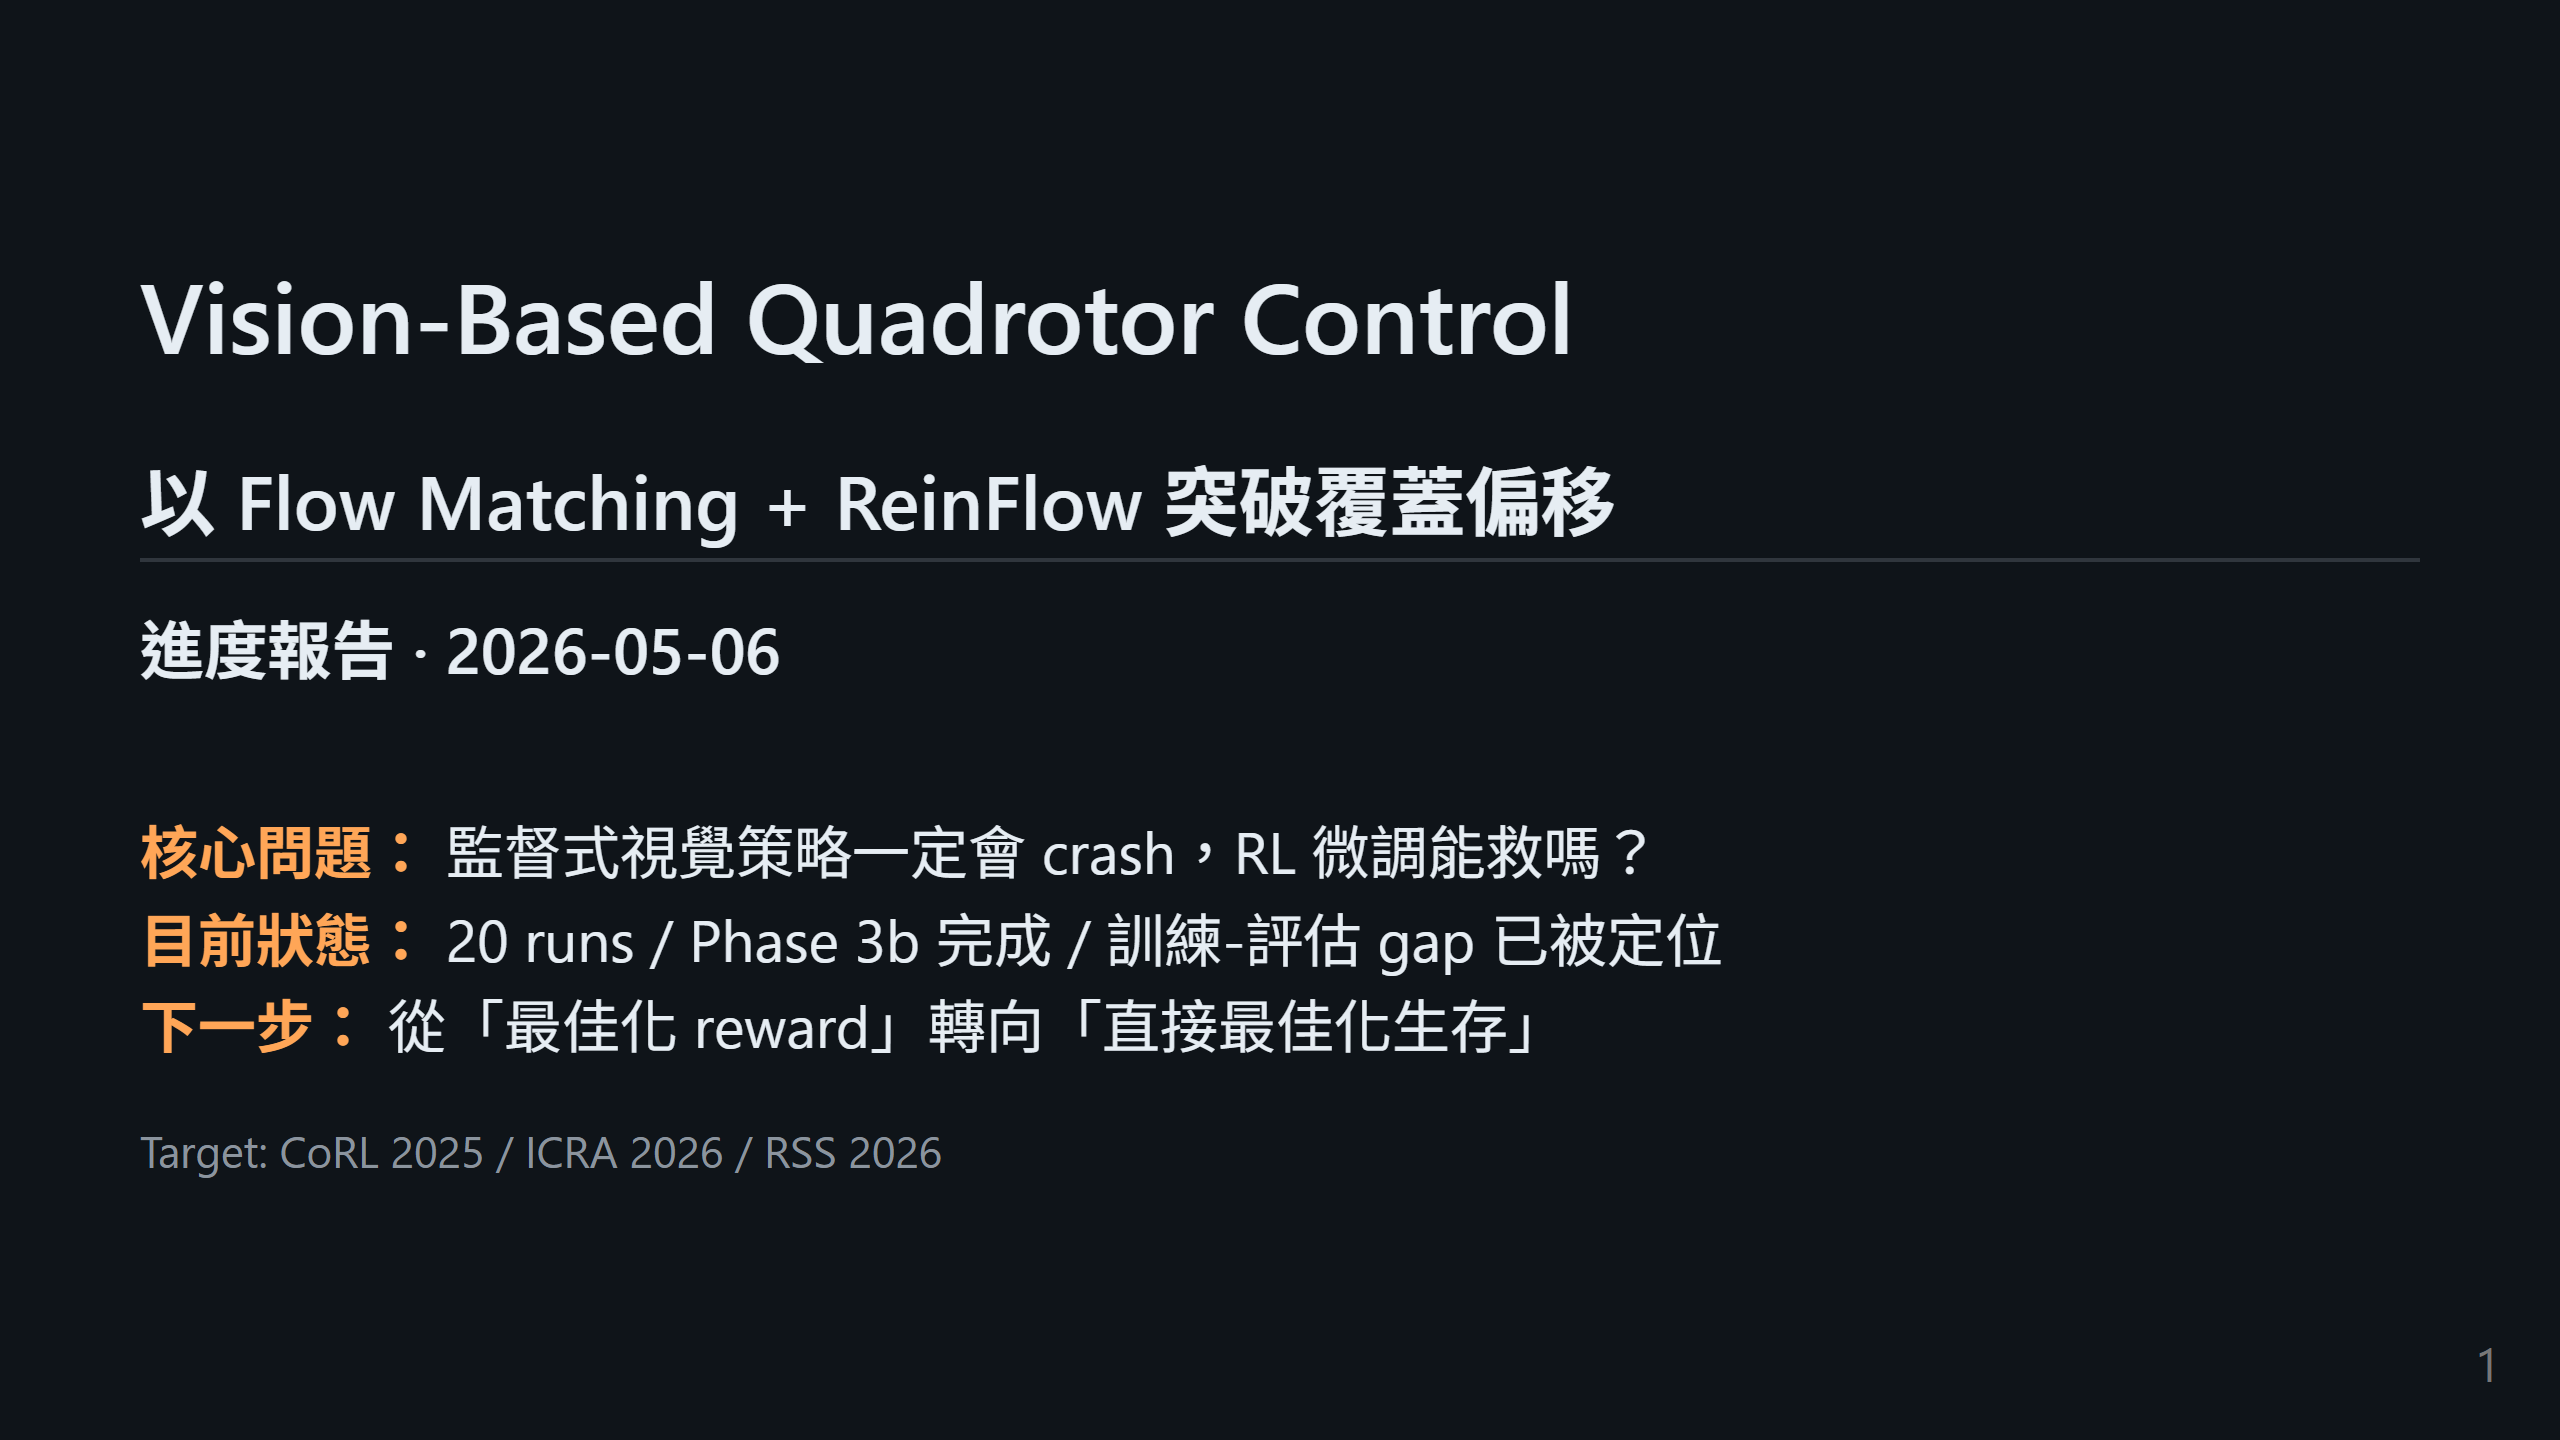 Vision-Based Quadrotor Control
以 Flow Matching + ReinFlow 突破覆蓋偏移
進度報告 · 2026-05-06
核心問題： 監督式視覺策略一定會 crash，RL 微調能救嗎？
目前狀態： 20 runs / Phase 3b 完成 / 訓練-評估 gap 已被定位
下一步： 從「最佳化 reward」轉向「直接最佳化生存」
Target: CoRL 2025 / ICRA 2026 / RSS 2026
1